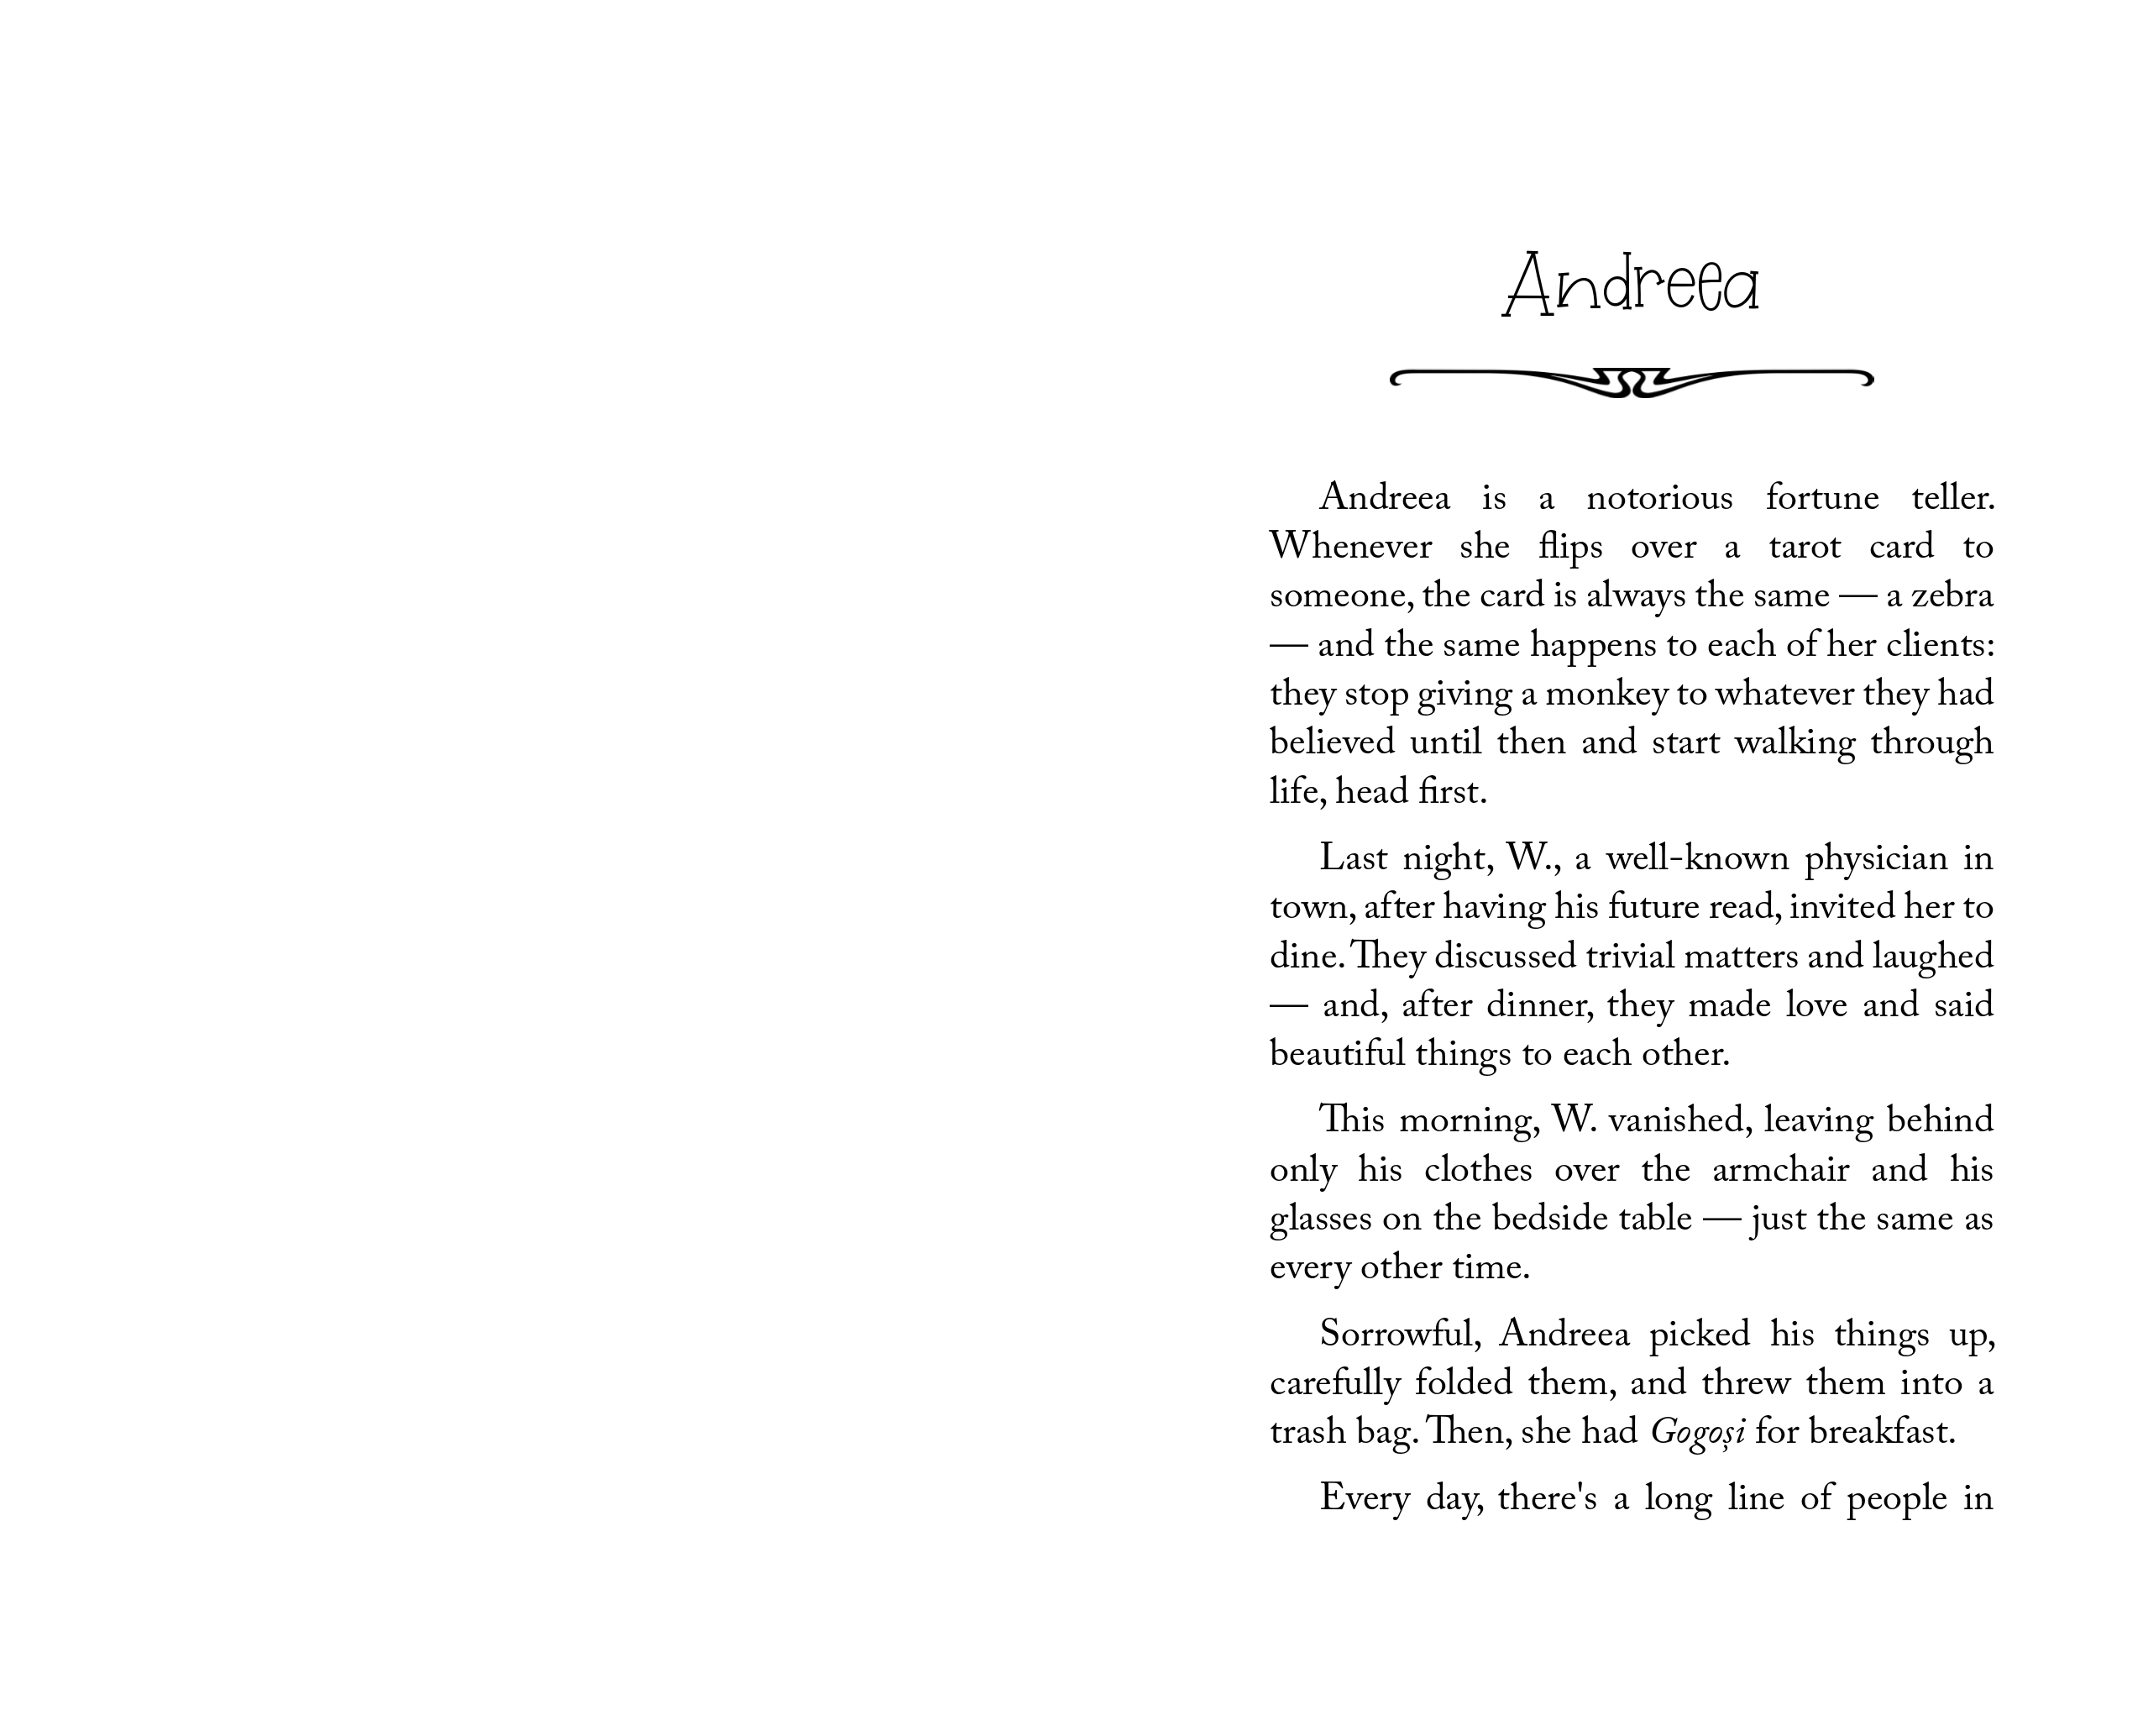 Andreea
Andreea is a notorious fortune teller.
Whenever she flips over a tarot card to
someone, the card is always the same — a zebra
— and the same happens to each of her clients:
they stop giving a monkey to whatever they had
believed until then and start walking through
life, head first.
Last night, W., a well-known physician in
town, after having his future read, invited her to
dine. They discussed trivial matters and laughed
— and, after dinner, they made love and said
beautiful things to each other.
This morning, W. vanished, leaving behind
only his clothes over the armchair and his
glasses on the bedside table — just the same as
every other time.
Sorrowful, Andreea picked his things up,
carefully folded them, and threw them into a
trash bag. Then, she had Gogoși for breakfast.
Every day, there's a long line of people in